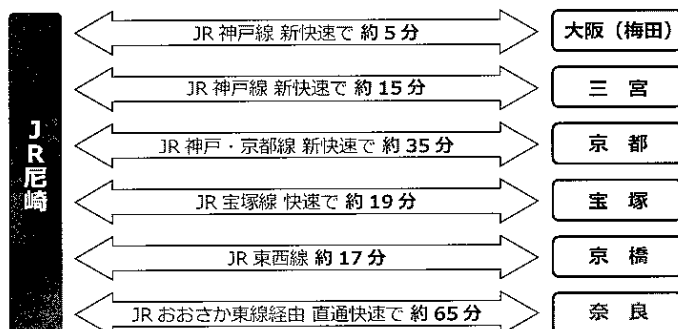 JR尼崎
JR 神戸線 新快速で 約 5 分
大阪（梅田）
JR 神戸線 新快速で 約 15 分
三 宮
JR 神戸・京都線 新快速で 約 35 分
京 都
JR 宝塚線 快速で 約 19 分
宝 塚
JR 東西線 約 17 分
京 橋
JR おおさか東線経由 直通快速で 約 65 分
奈 良